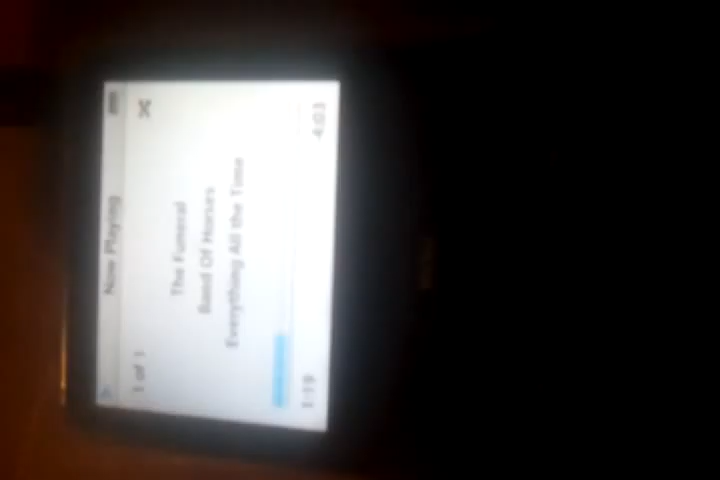 Now Playing
1 of 1
The Funeral
Band Of Horses
Everything All the Time
1:19
-4:03